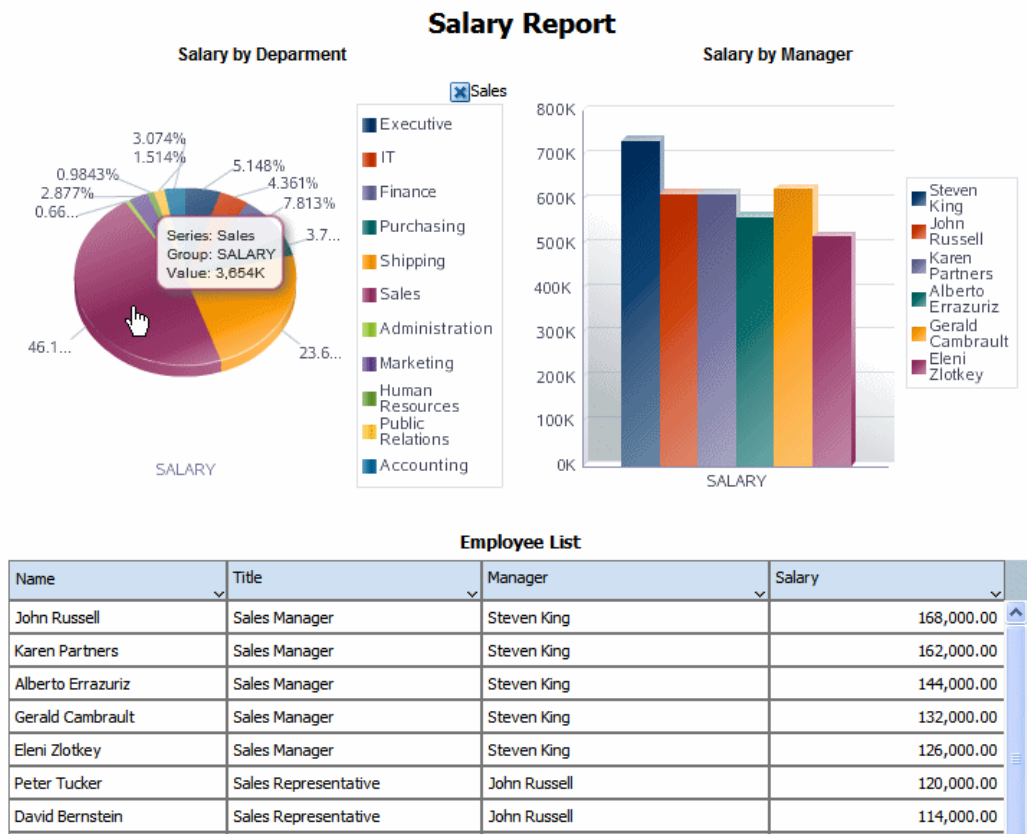 Salary Report
Salary by Deparment
Sales
3.074%
1.514%
0.9843%
2.877%
0.66...
5.148%
4.361%
7.813%
3.7...
23.6...
46.1...
Series: Sales
Group: SALARY
Value: 3,654K
SALARY
Executive
IT
Finance
Purchasing
Shipping
Sales
Administration
Marketing
Human
Resources
Public
Relations
Accounting
Salary by Manager
800K
700K
600K
500K
400K
300K
200K
100K
0K
SALARY
Steven
King
John
Russell
Karen
Partners
Alberto
Errazuriz
Gerald
Cambrault
Eleni
Zlotkey
Employee List
Name Title Manager Salary
John Russell Sales Manager Steven King 168,000.00
Karen Partners Sales Manager Steven King 162,000.00
Alberto Errazuriz Sales Manager Steven King 144,000.00
Gerald Cambrault Sales Manager Steven King 132,000.00
Eleni Zlotkey Sales Manager Steven King 126,000.00
Peter Tucker Sales Representative John Russell 120,000.00
David Bernstein Sales Representative John Russell 114,000.00